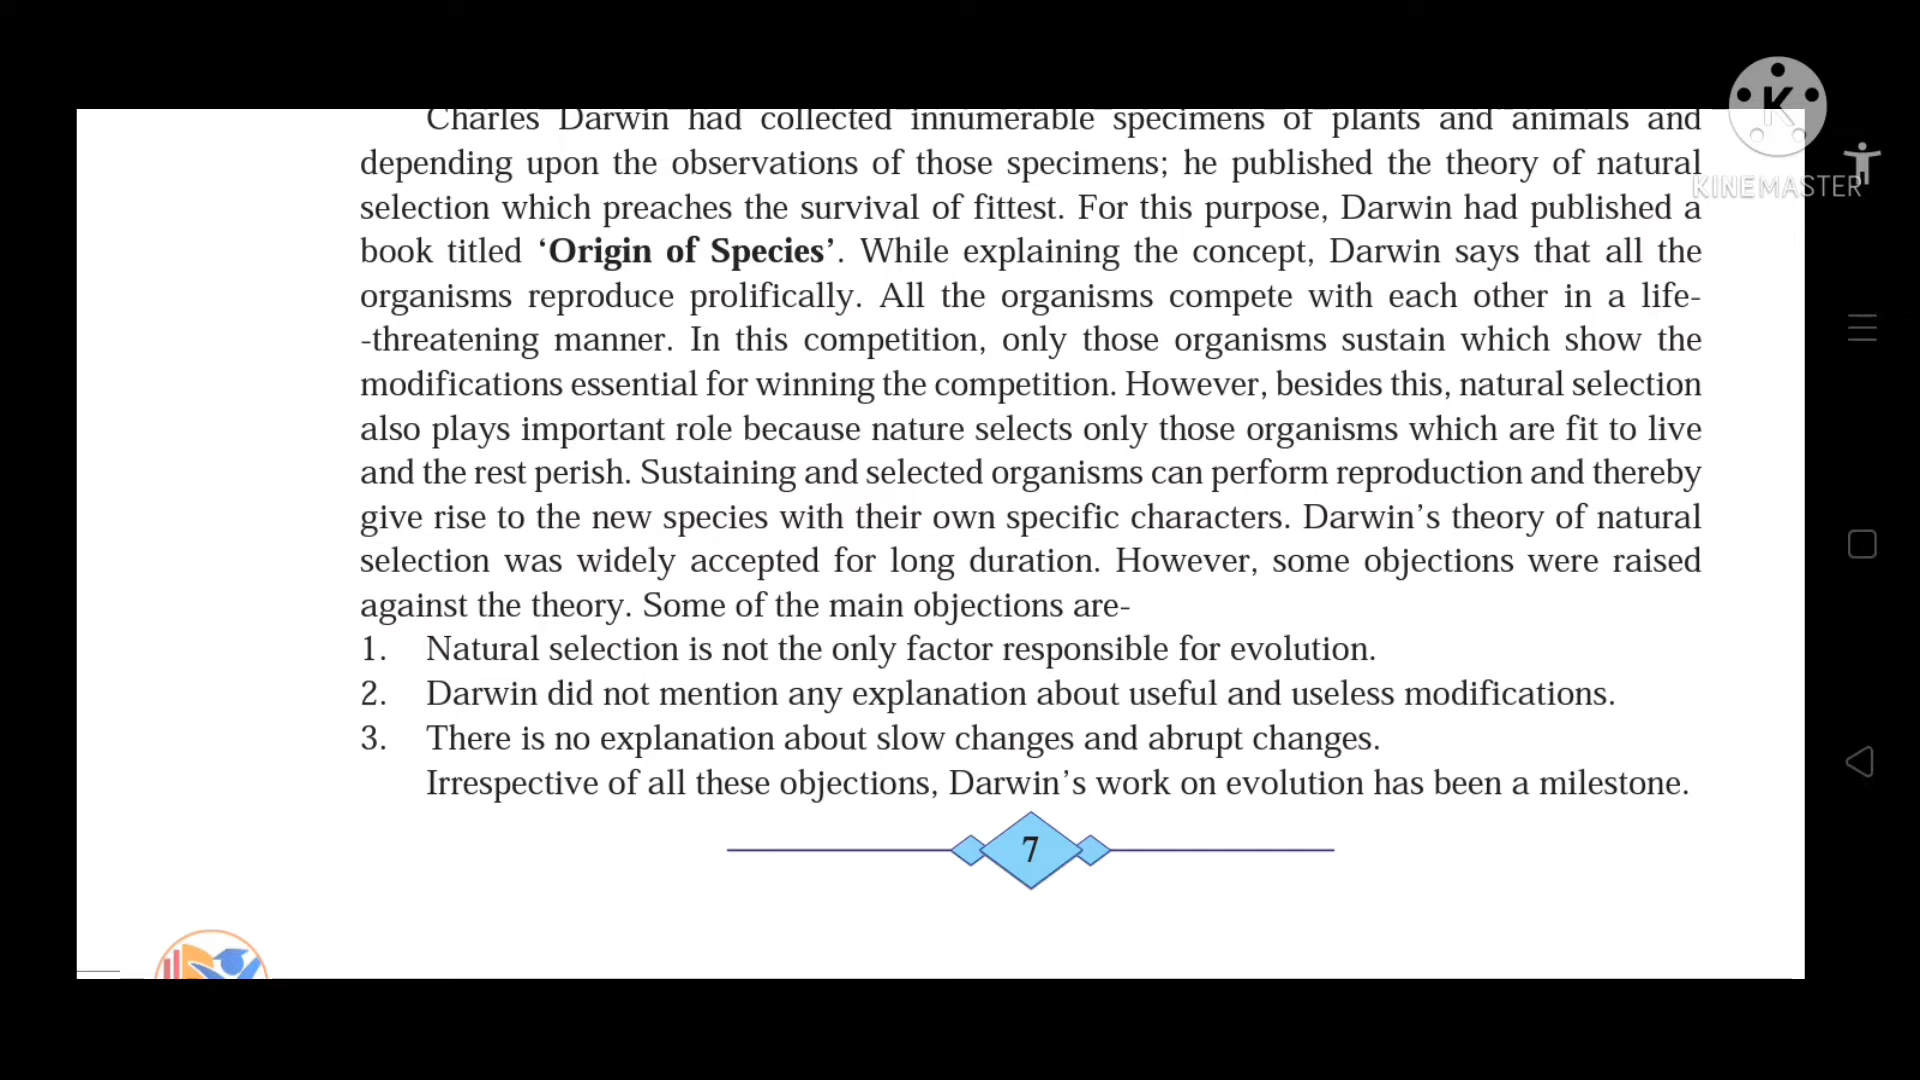 Charles Darwin had collected innumerable specimens of plants and animals and
depending upon the observations of those specimens; he published the theory of natural
selection which preaches the survival of fittest. For this purpose, Darwin had published a
book titled ‘Origin of Species’. While explaining the concept, Darwin says that all the
organisms reproduce prolifically. All the organisms compete with each other in a life-
-threatening manner. In this competition, only those organisms sustain which show the
modifications essential for winning the competition. However, besides this, natural selection
also plays important role because nature selects only those organisms which are fit to live
and the rest perish. Sustaining and selected organisms can perform reproduction and thereby
give rise to the new species with their own specific characters. Darwin’s theory of natural
selection was widely accepted for long duration. However, some objections were raised
against the theory. Some of the main objections are-
1. Natural selection is not the only factor responsible for evolution.
2. Darwin did not mention any explanation about useful and useless modifications.
3. There is no explanation about slow changes and abrupt changes.
Irrespective of all these objections, Darwin’s work on evolution has been a milestone.
7
K
KINEMASTER